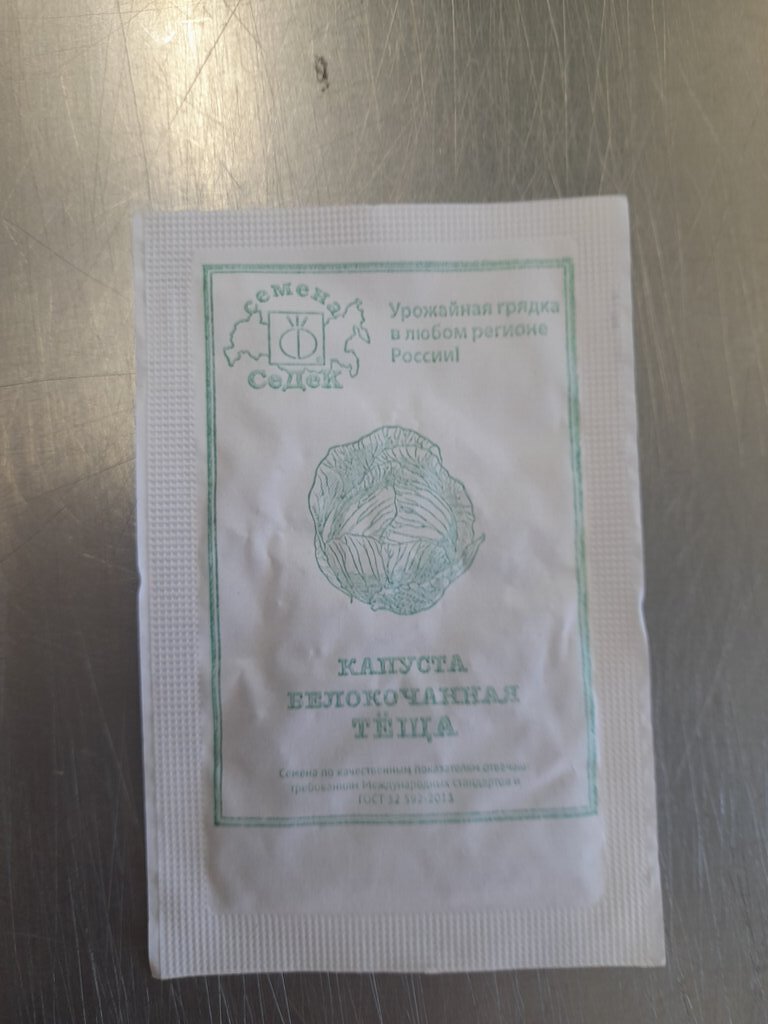 семена
СеДеК
Урожайная грядка
в любом регионе
России!
КАПУСТА
БЕЛОКОЧАННАЯ
ТЁЩА
Семена по качественным показателям отвечают
требованиям Международных стандартов и
ГОСТ 32 592-2013